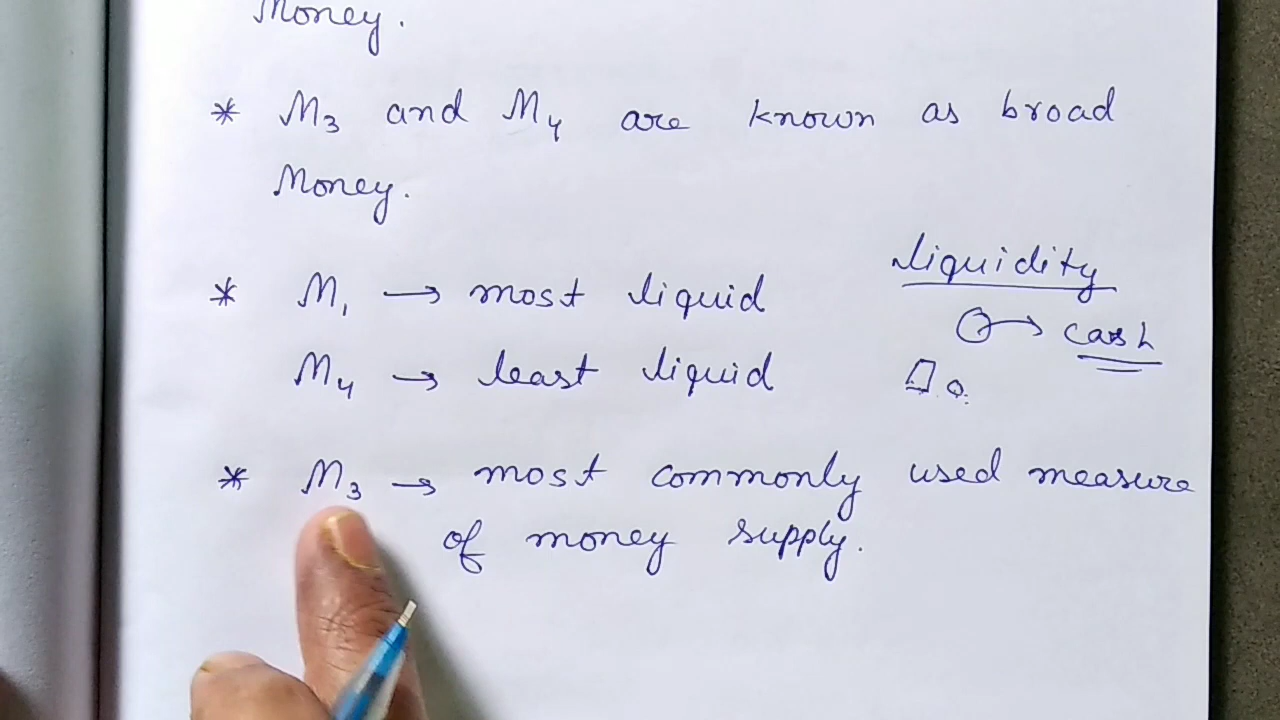 Money.
* M₃ and M₄ are known as broad
Money.
liquidity
* M₁ → most liquid
→ cash
M₄ → least liquid
* M₃ → most commonly used measure
of money supply.